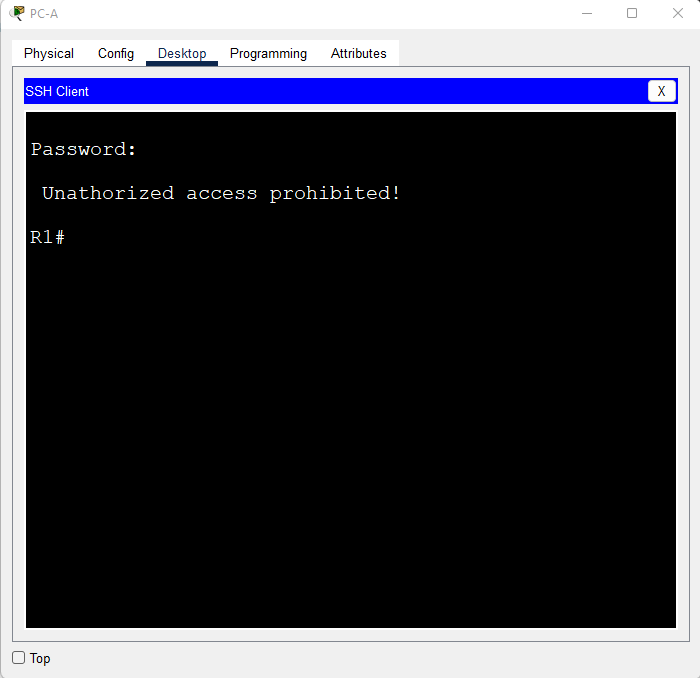 PC-A
Physical Config Desktop Programming Attributes
SSH Client X
Password:
Unathorized access prohibited!
R1#
Top